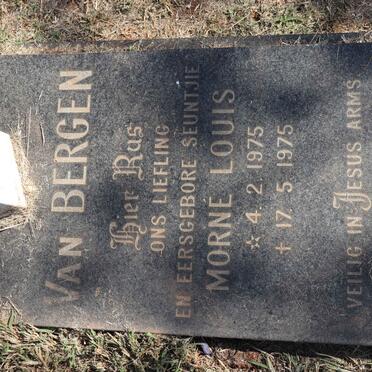 VAN BERGEN
Hier Rus
ONS LIEFLING
EN EERSGEBORE SEUNTJIE
MORNÉ LOUIS
☆ 4.2.1975
✝ 17.5.1975
VEILIG IN JESUS ARMS